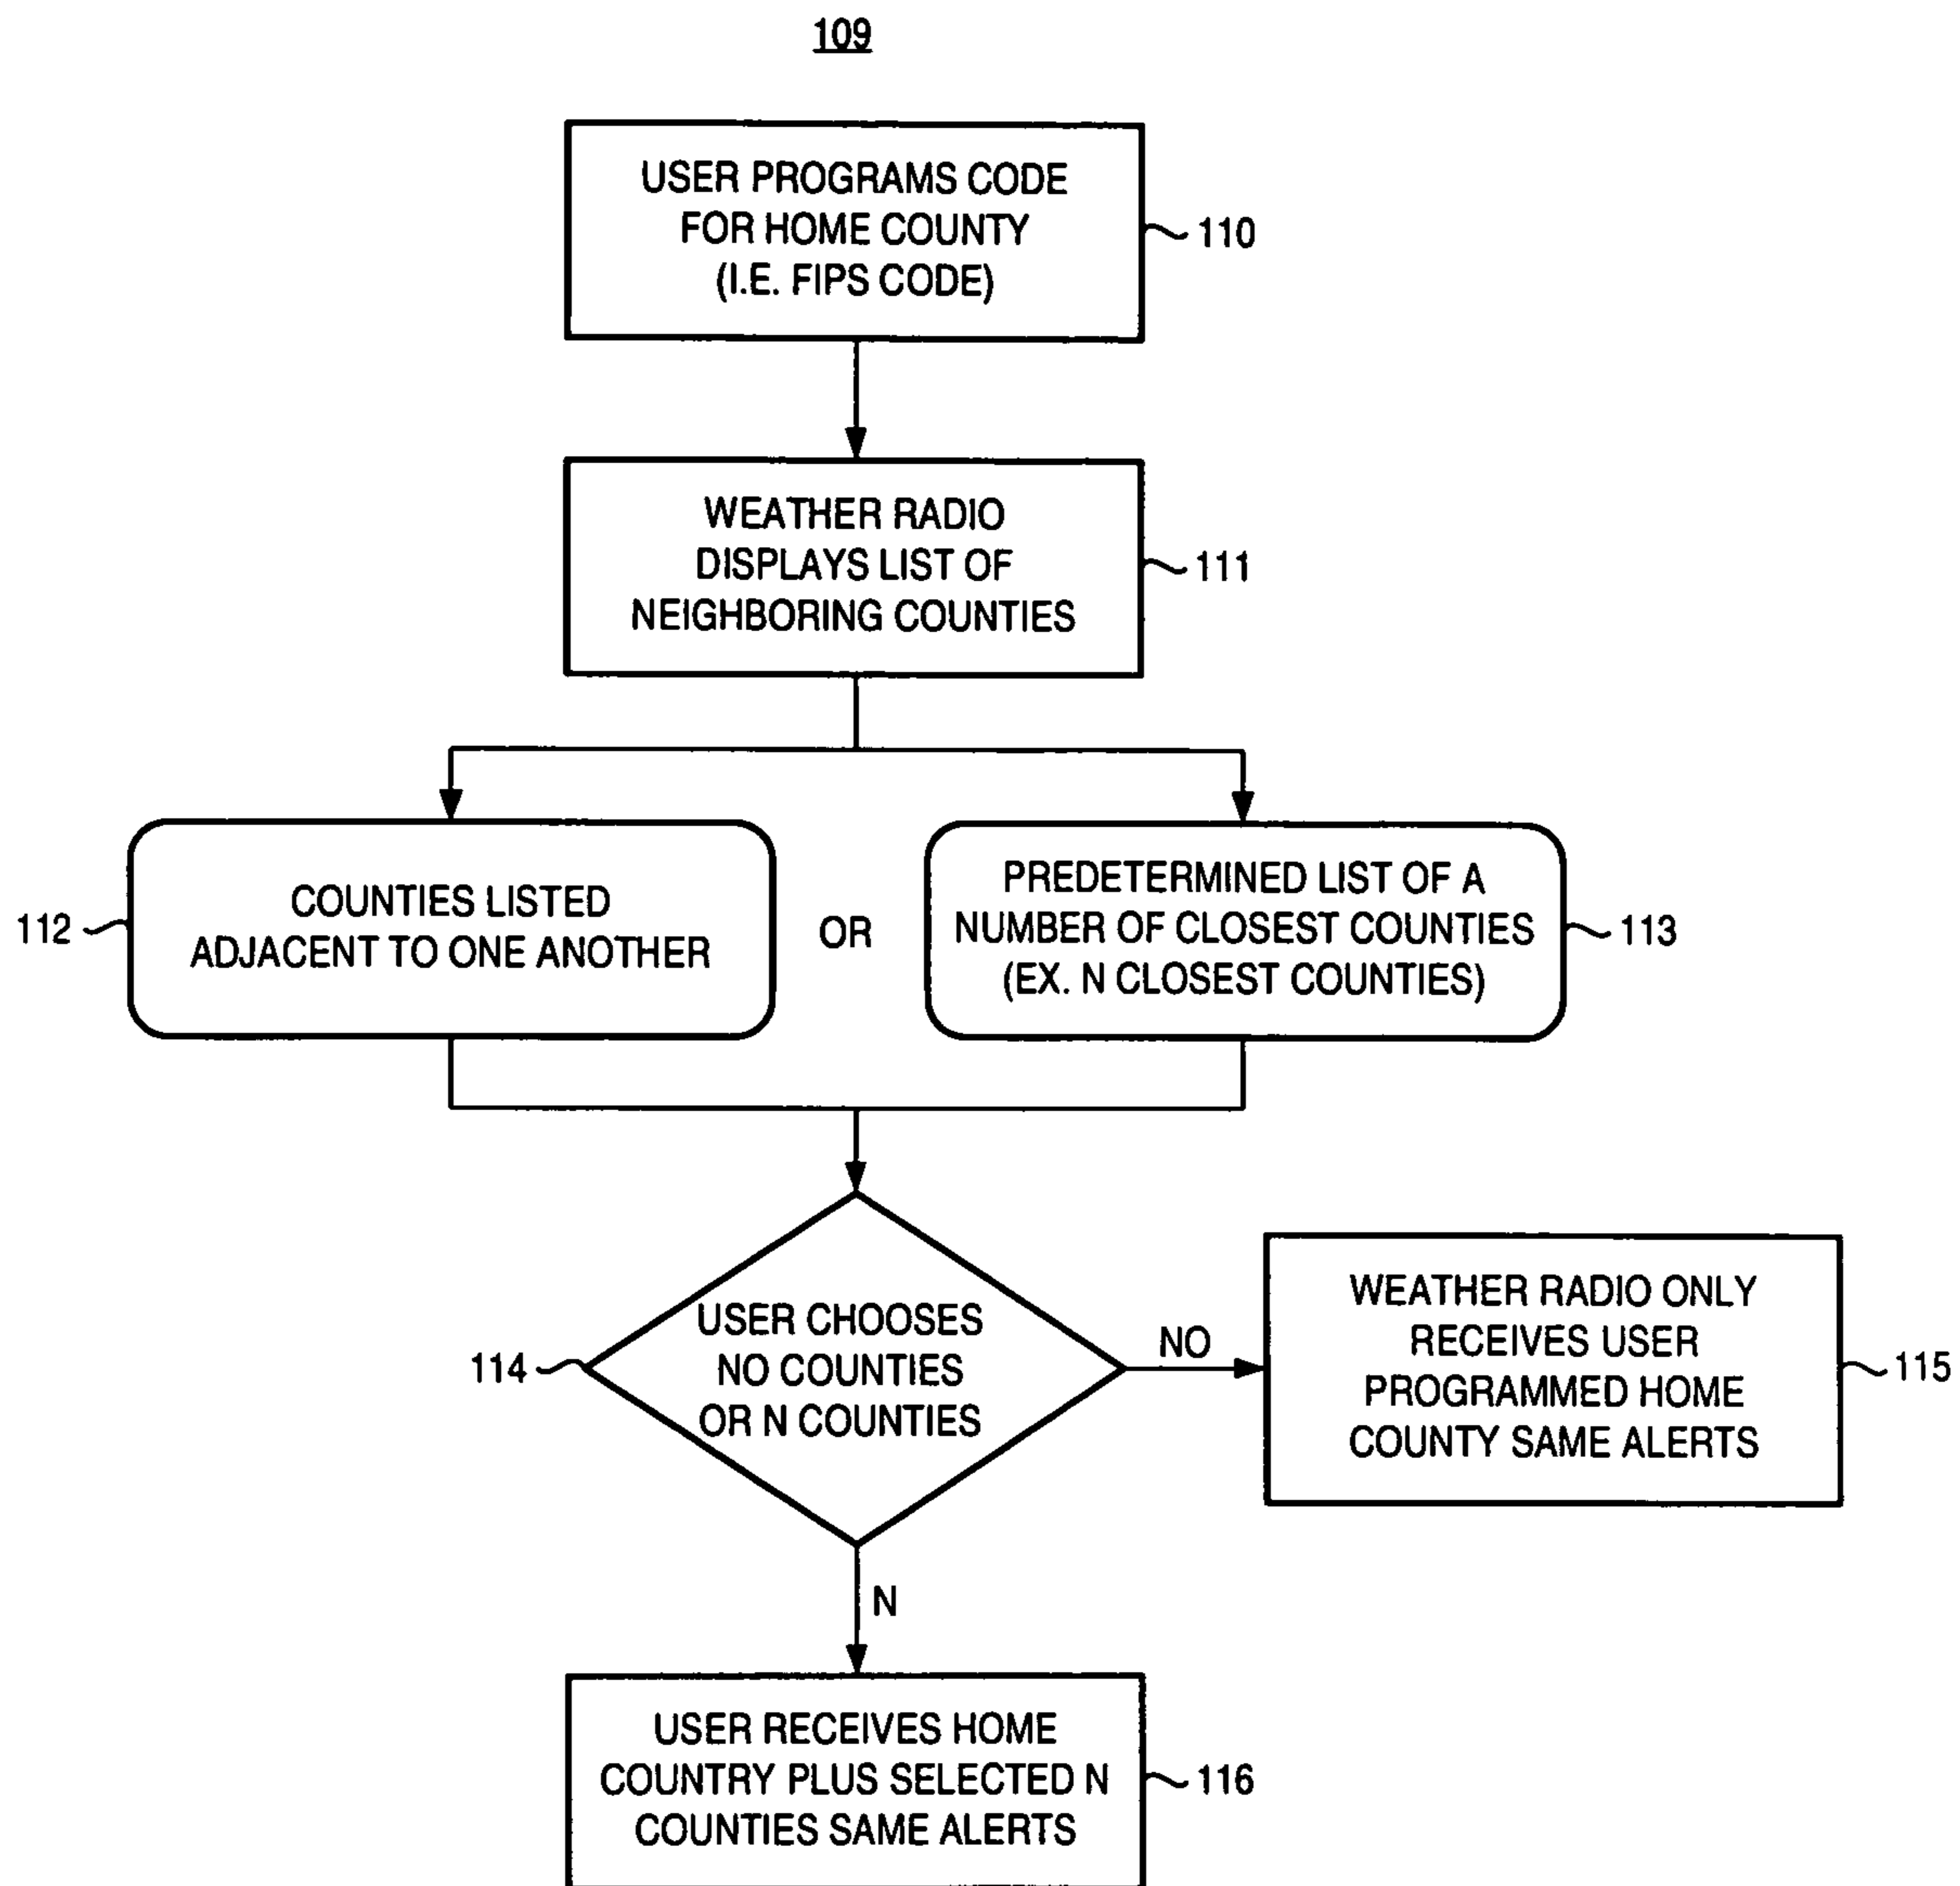 109
USER PROGRAMS CODE
FOR HOME COUNTY
(I.E. FIPS CODE)
110
WEATHER RADIO
DISPLAYS LIST OF
NEIGHBORING COUNTIES
111
112
COUNTIES LISTED
ADJACENT TO ONE ANOTHER
OR
PREDETERMINED LIST OF A
NUMBER OF CLOSEST COUNTIES
(EX. N CLOSEST COUNTIES)
113
114
USER CHOOSES
NO COUNTIES
OR N COUNTIES
NO
WEATHER RADIO ONLY
RECEIVES USER
PROGRAMMED HOME
COUNTY SAME ALERTS
115
N
USER RECEIVES HOME
COUNTRY PLUS SELECTED N
COUNTIES SAME ALERTS
116